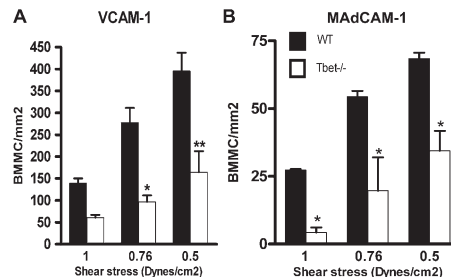 A
VCAM-1
BMMC/mm2
450
400
350
300
250
200
150
100
50
0
*
**
1 0.76 0.5
Shear stress (Dynes/cm2)
B
MAdCAM-1
WT
Tbet-/-
BMMC/mm2
75
50
25
0
*
*
*
1 0.76 0.5
Shear stress (Dynes/cm2)